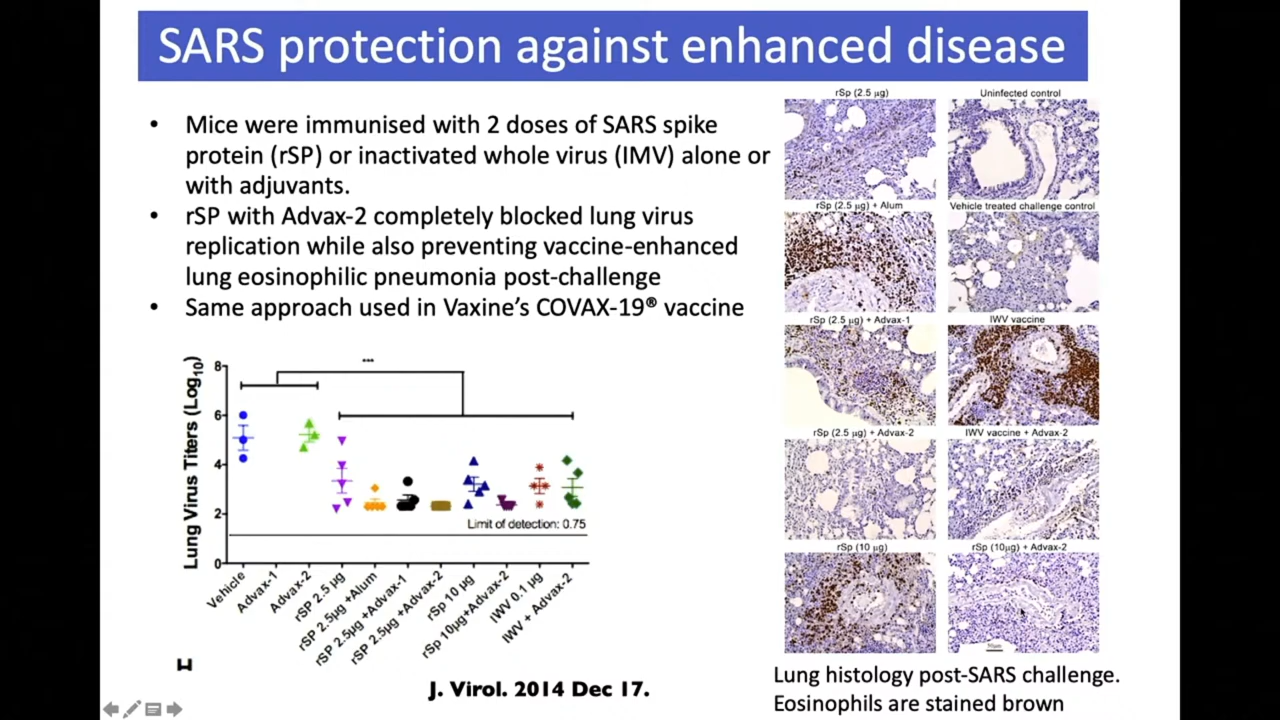 SARS protection against enhanced disease
• Mice were immunised with 2 doses of SARS spike
protein (rSP) or inactivated whole virus (IMV) alone or
with adjuvants.
• rSP with Advax-2 completely blocked lung virus
replication while also preventing vaccine-enhanced
lung eosinophilic pneumonia post-challenge
• Same approach used in Vaxine's COVAX-19® vaccine
Lung Virus Titers (Log10)
8
6
4
2
0
***
Limit of detection: 0.75
Vehicle
Advax-1
Advax-2
rSP 2.5 µg
rSP 2.5µg +Alum
rSP 2.5µg +Advax-1
rSP 2.5µg +Advax-2
rSp 10 µg
rSp 10µg+Advax-2
IWV 0.1 µg
IWV + Advax-2
H
J. Virol. 2014 Dec 17.
rSp (2.5 µg)
Uninfected control
rSp (2.5 µg) + Alum
Vehicle treated challenge control
rSp (2.5 µg) + Advax-1
IWV vaccine
rSp (2.5 µg) + Advax-2
IWV vaccine + Advax-2
rSp (10 µg)
rSp (10µg) + Advax-2
Lung histology post-SARS challenge.
Eosinophils are stained brown